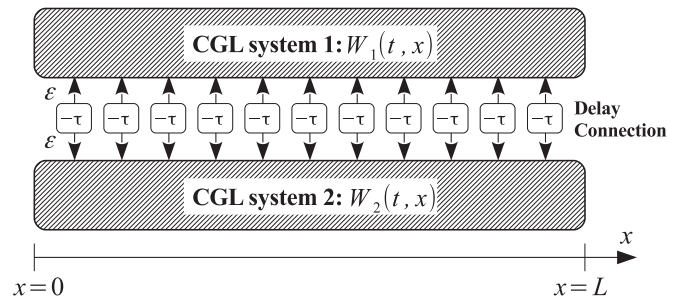 CGL system 1: W₁(t, x)
ε
−τ −τ −τ −τ −τ −τ −τ −τ −τ −τ −τ
Delay
Connection
ε
CGL system 2: W₂(t, x)
x
x=0
x=L